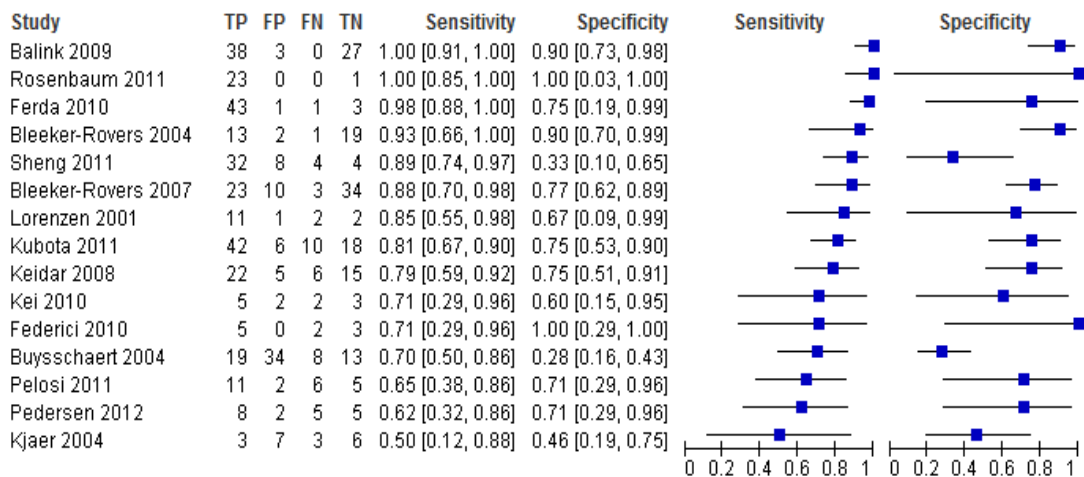 Study TP FP FN TN Sensitivity Specificity Sensitivity Specificity
Balink 2009 38 3 0 27 1.00 [0.91, 1.00] 0.90 [0.73, 0.98]
Rosenbaum 2011 23 0 0 1 1.00 [0.85, 1.00] 1.00 [0.03, 1.00]
Ferda 2010 43 1 1 3 0.98 [0.88, 1.00] 0.75 [0.19, 0.99]
Bleeker-Rovers 2004 13 2 1 19 0.93 [0.66, 1.00] 0.90 [0.70, 0.99]
Sheng 2011 32 8 4 4 0.89 [0.74, 0.97] 0.33 [0.10, 0.65]
Bleeker-Rovers 2007 23 10 3 34 0.88 [0.70, 0.98] 0.77 [0.62, 0.89]
Lorenzen 2001 11 1 2 2 0.85 [0.55, 0.98] 0.67 [0.09, 0.99]
Kubota 2011 42 6 10 18 0.81 [0.67, 0.90] 0.75 [0.53, 0.90]
Keidar 2008 22 5 6 15 0.79 [0.59, 0.92] 0.75 [0.51, 0.91]
Kei 2010 5 2 2 3 0.71 [0.29, 0.96] 0.60 [0.15, 0.95]
Federici 2010 5 0 2 3 0.71 [0.29, 0.96] 1.00 [0.29, 1.00]
Buysschaert 2004 19 34 8 13 0.70 [0.50, 0.86] 0.28 [0.16, 0.43]
Pelosi 2011 11 2 6 5 0.65 [0.38, 0.86] 0.71 [0.29, 0.96]
Pedersen 2012 8 2 5 5 0.62 [0.32, 0.86] 0.71 [0.29, 0.96]
Kjaer 2004 3 7 3 6 0.50 [0.12, 0.88] 0.46 [0.19, 0.75]
0 0.2 0.4 0.6 0.8 1 0 0.2 0.4 0.6 0.8 1